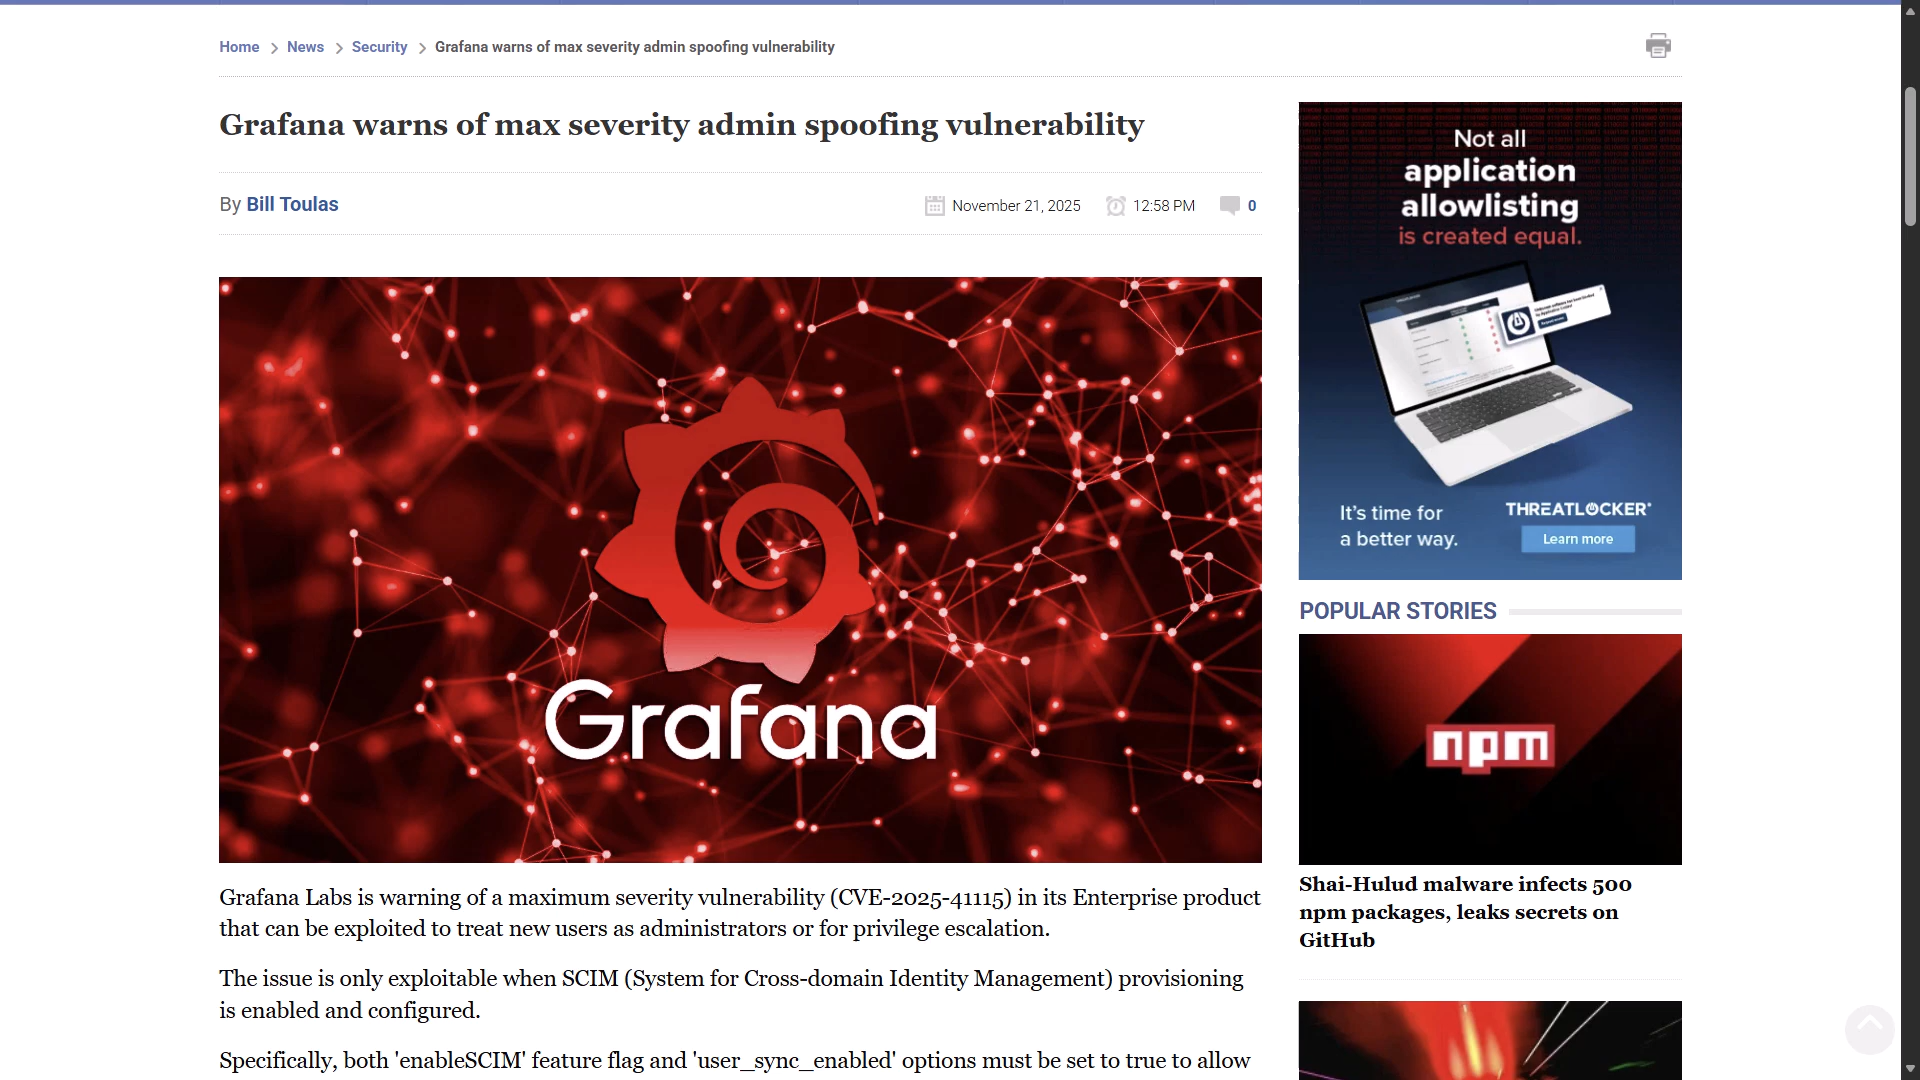 Home > News > Security > Grafana warns of max severity admin spoofing vulnerability
Grafana warns of max severity admin spoofing vulnerability
By Bill Toulas
November 21, 2025
12:58 PM
0
Grafana
Grafana Labs is warning of a maximum severity vulnerability (CVE-2025-41115) in its Enterprise product
that can be exploited to treat new users as administrators or for privilege escalation.
The issue is only exploitable when SCIM (System for Cross-domain Identity Management) provisioning
is enabled and configured.
Specifically, both 'enableSCIM' feature flag and 'user_sync_enabled' options must be set to true to allow
Not all
application
allowlisting
is created equal.
It's time for
a better way.
THREATLOCKER
Learn more
POPULAR STORIES
npm
Shai-Hulud malware infects 500
npm packages, leaks secrets on
GitHub